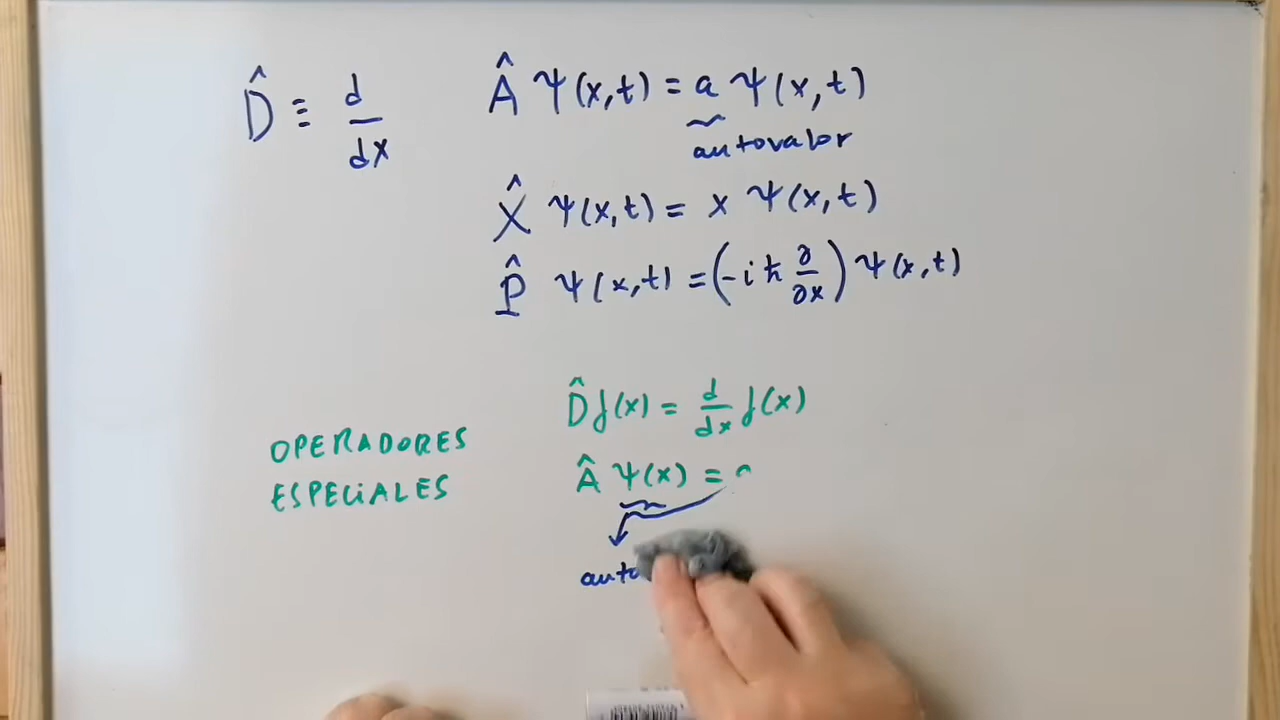 D̂ ≡ d/dx
Â Ψ(x,t) = a Ψ(x,t)
autovalor
X̂ Ψ(x,t) = x Ψ(x,t)
P̂ Ψ(x,t) = (-iħ ∂/∂x) Ψ(x,t)
D̂ f(x) = d/dx f(x)
OPERADORES
ESPECIALES
Â Ψ(x) =